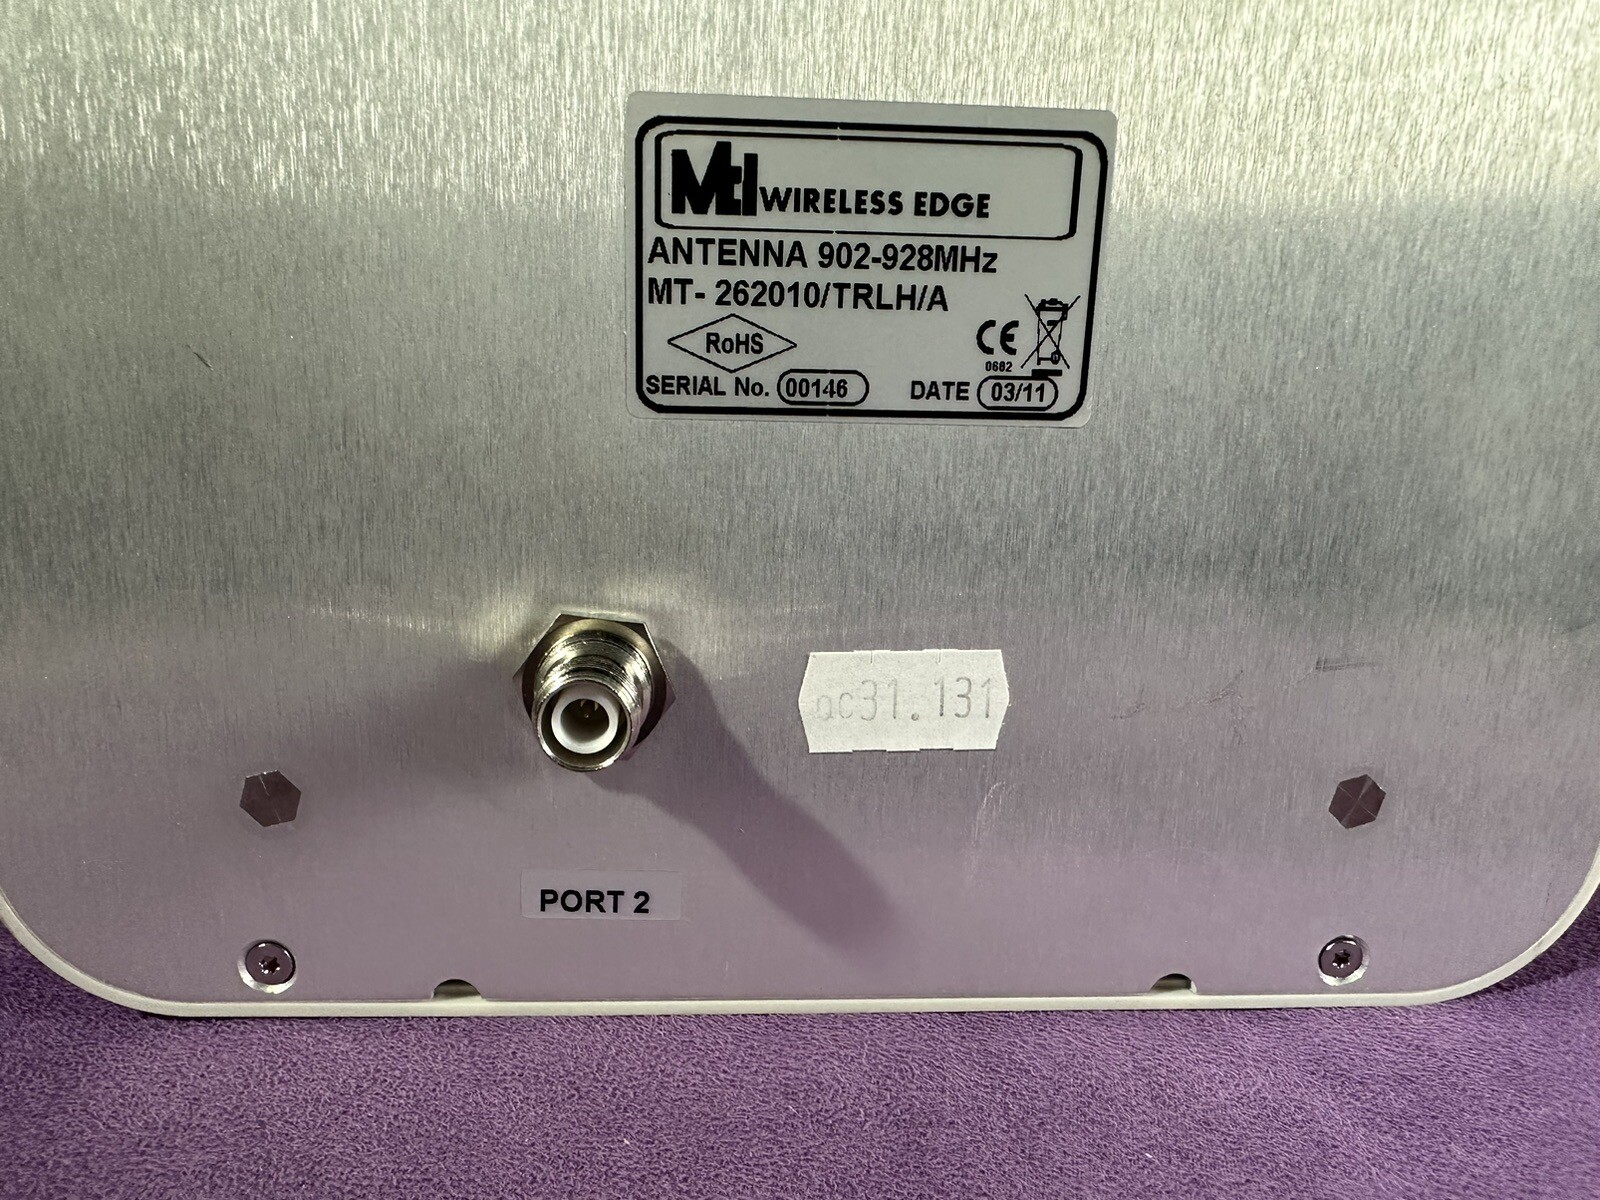 MtI WIRELESS EDGE
ANTENNA 902-928MHz
MT- 262010/TRLH/A
RoHS
CE
0682
SERIAL No. 00146 DATE 03/11
qc31.131
PORT 2